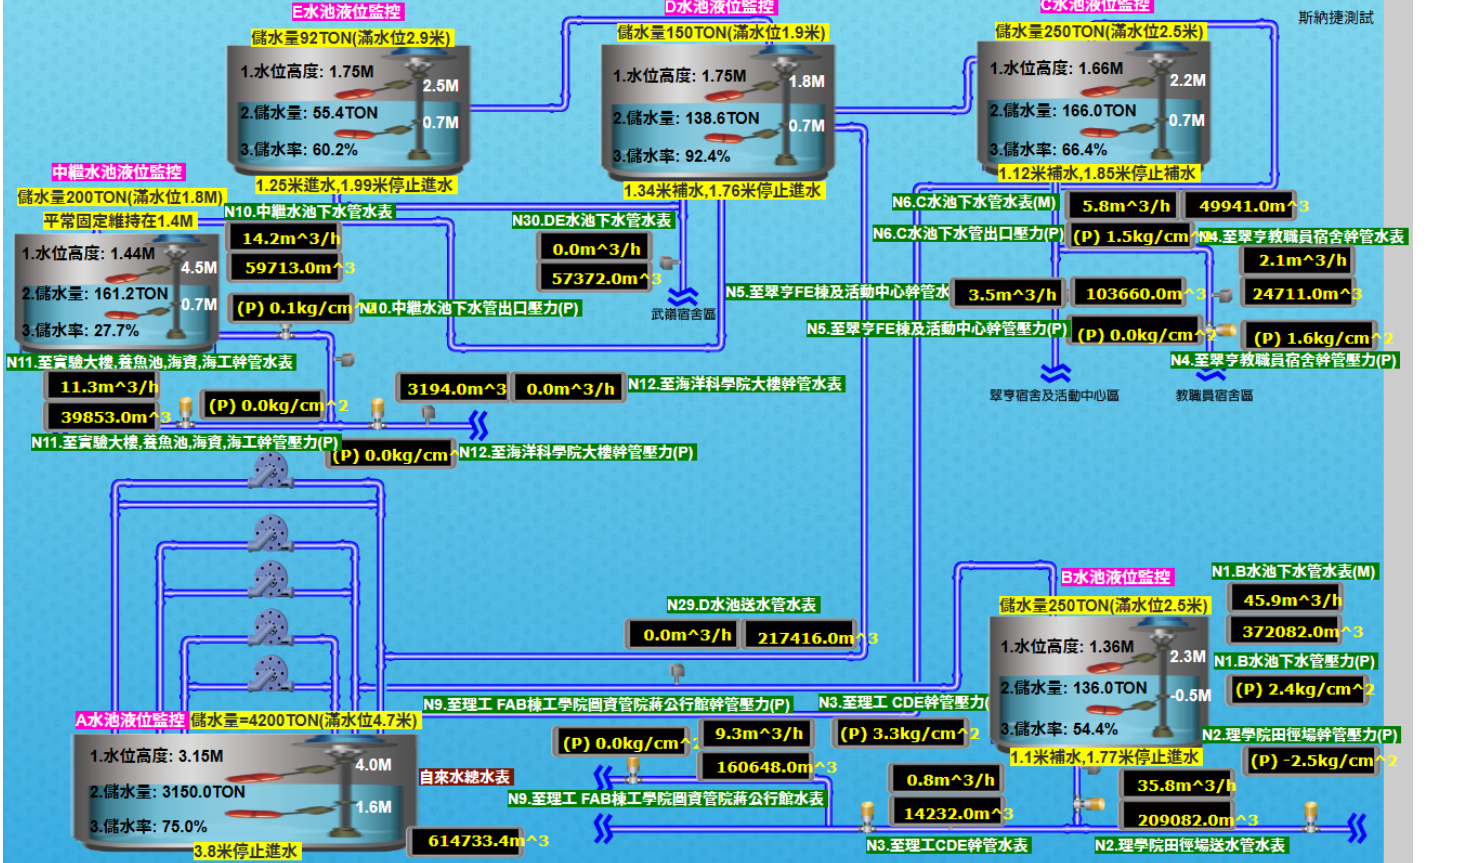 E水池液位監控
儲水量92TON(滿水位2.9米)
1.水位高度: 1.75M
2.5M
2.儲水量: 55.4TON
0.7M
3.儲水率: 60.2%
1.25米進水,1.99米停止進水
D水池液位監控
儲水量150TON(滿水位1.9米)
1.水位高度: 1.75M
1.8M
2.儲水量: 138.6TON
0.7M
3.儲水率: 92.4%
1.34米補水,1.76米停止進水
C水池液位監控
儲水量250TON(滿水位2.5米)
1.水位高度: 1.66M
2.2M
2.儲水量: 166.0TON
0.7M
3.儲水率: 66.4%
1.12米補水,1.85米停止補水
斯納捷測試
中繼水池液位監控
儲水量200TON(滿水位1.8M)
平常固定維持在1.4M
1.水位高度: 1.44M
4.5M
2.儲水量: 161.2TON
0.7M
3.儲水率: 27.7%
N10.中繼水池下水管水表
14.2m^3/h
59713.0m^3
(P) 0.1kg/cm^2
N10.中繼水池下水管出口壓力(P)
N30.DE水池下水管水表
0.0m^3/h
57372.0m^3
武嶺宿舍區
N6.C水池下水管水表(M)
5.8m^3/h
49941.0m^3
N6.C水池下水管出口壓力(P)
(P) 1.5kg/cm^
N4.至翠亨教職員宿舍幹管水表
2.1m^3/h
24711.0m^3
N5.至翠亨FE棟及活動中心幹管水
3.5m^3/h
103660.0m^3
N5.至翠亨FE棟及活動中心幹管壓力(P)
(P) 0.0kg/cm^2
(P) 1.6kg/cm^2
N4.至翠亨教職員宿舍幹管壓力(P)
翠亨宿舍及活動中心區
教職員宿舍區
N11.至實驗大樓,養魚池,海資,海工幹管水表
11.3m^3/h
39853.0m^3
(P) 0.0kg/cm^2
N11.至實驗大樓,養魚池,海資,海工幹管壓力(P)
3194.0m^3
0.0m^3/h
N12.至海洋科學院大樓幹管水表
(P) 0.0kg/cm^
N12.至海洋科學院大樓幹管壓力(P)
N29.D水池送水管水表
0.0m^3/h
217416.0m^3
B水池液位監控
儲水量250TON(滿水位2.5米)
1.水位高度: 1.36M
2.3M
2.儲水量: 136.0TON
-0.5M
3.儲水率: 54.4%
1.1米補水,1.77米停止進水
N1.B水池下水管水表(M)
45.9m^3/h
372082.0m^3
N1.B水池下水管壓力(P)
(P) 2.4kg/cm^2
N2.理學院田徑場幹管壓力(P)
(P) -2.5kg/cm^2
A水池液位監控
儲水量=4200TON(滿水位4.7米)
1.水位高度: 3.15M
4.0M
2.儲水量: 3150.0TON
1.6M
3.儲水率: 75.0%
3.8米停止進水
自來水總水表
614733.4m^3
N9.至理工 FAB棟工學院圖資管院蔣公行館幹管壓力(P)
(P) 0.0kg/cm^2
9.3m^3/h
160648.0m^3
N9.至理工 FAB棟工學院圖資管院蔣公行館水表
N3.至理工 CDE幹管壓力(
(P) 3.3kg/cm^2
0.8m^3/h
14232.0m^3
N3.至理工CDE幹管水表
35.8m^3/h
209082.0m^3
N2.理學院田徑場送水管水表